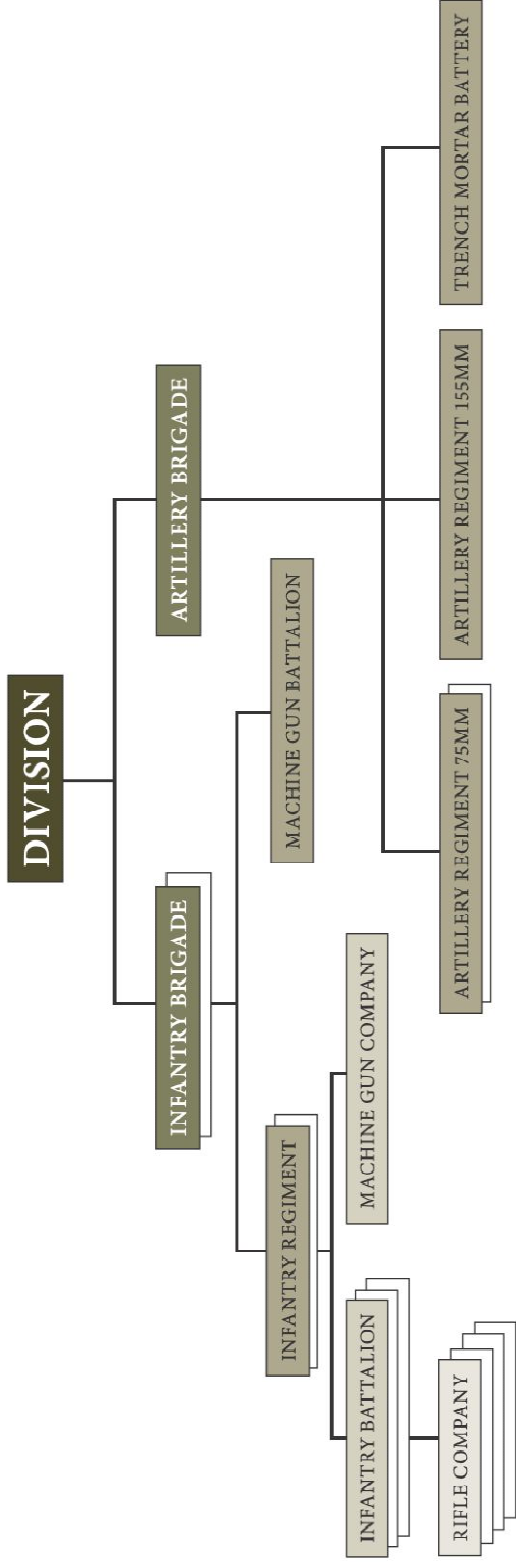 DIVISION
INFANTRY BRIGADE
ARTILLERY BRIGADE
INFANTRY REGIMENT
MACHINE GUN BATTALION
INFANTRY BATTALION
MACHINE GUN COMPANY
RIFLE COMPANY
ARTILLERY REGIMENT 75MM
ARTILLERY REGIMENT 155MM
TRENCH MORTAR BATTERY